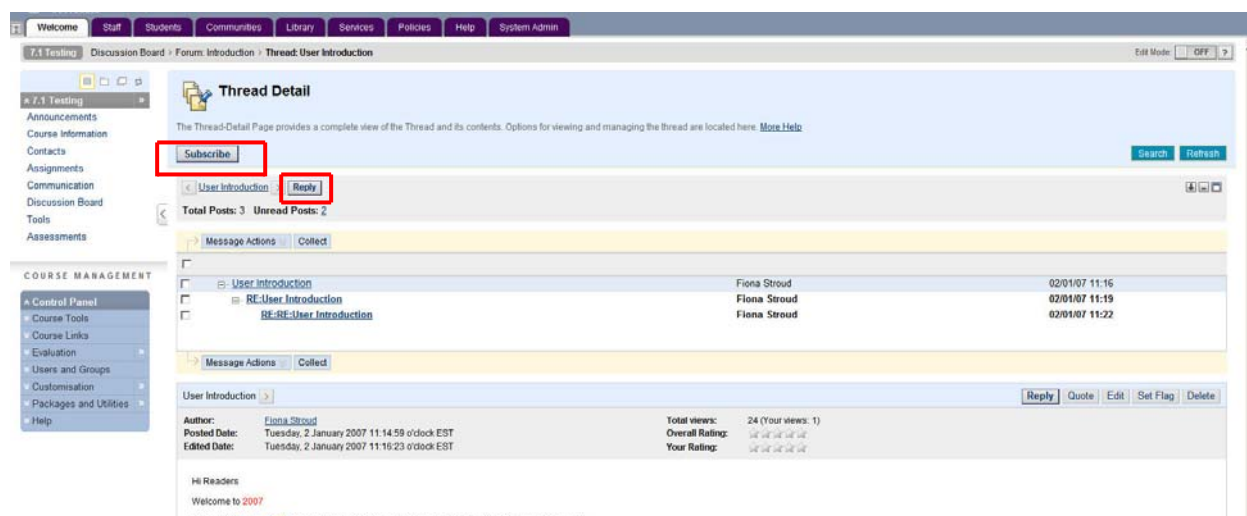 Welcome Staff Students Communities Library Services Policies Help System Admin
7.1 Testing Discussion Board > Forum: Introduction > Thread: User Introduction Edit Mode: OFF ?
7.1 Testing
Announcements
Course Information
Contacts
Assignments
Communication
Discussion Board
Tools
Assessments
COURSE MANAGEMENT
Control Panel
Course Tools
Course Links
Evaluation
Users and Groups
Customisation
Packages and Utilities
Help
Thread Detail
The Thread-Detail Page provides a complete view of the Thread and its contents. Options for viewing and managing the thread are located here. More Help
Subscribe Search Refresh
< User Introduction > Reply
Total Posts: 3 Unread Posts: 2
Message Actions Collect
User Introduction Fiona Stroud 02/01/07 11:16
RE:User Introduction Fiona Stroud 02/01/07 11:19
RE:RE:User Introduction Fiona Stroud 02/01/07 11:22
Message Actions Collect
User Introduction > Reply Quote Edit Set Flag Delete
Author: Fiona Stroud Total views: 24 (Your views: 1)
Posted Date: Tuesday, 2 January 2007 11:14:59 o'clock EST Overall Rating:
Edited Date: Tuesday, 2 January 2007 11:16:23 o'clock EST Your Rating:
Hi Readers
Welcome to 2007